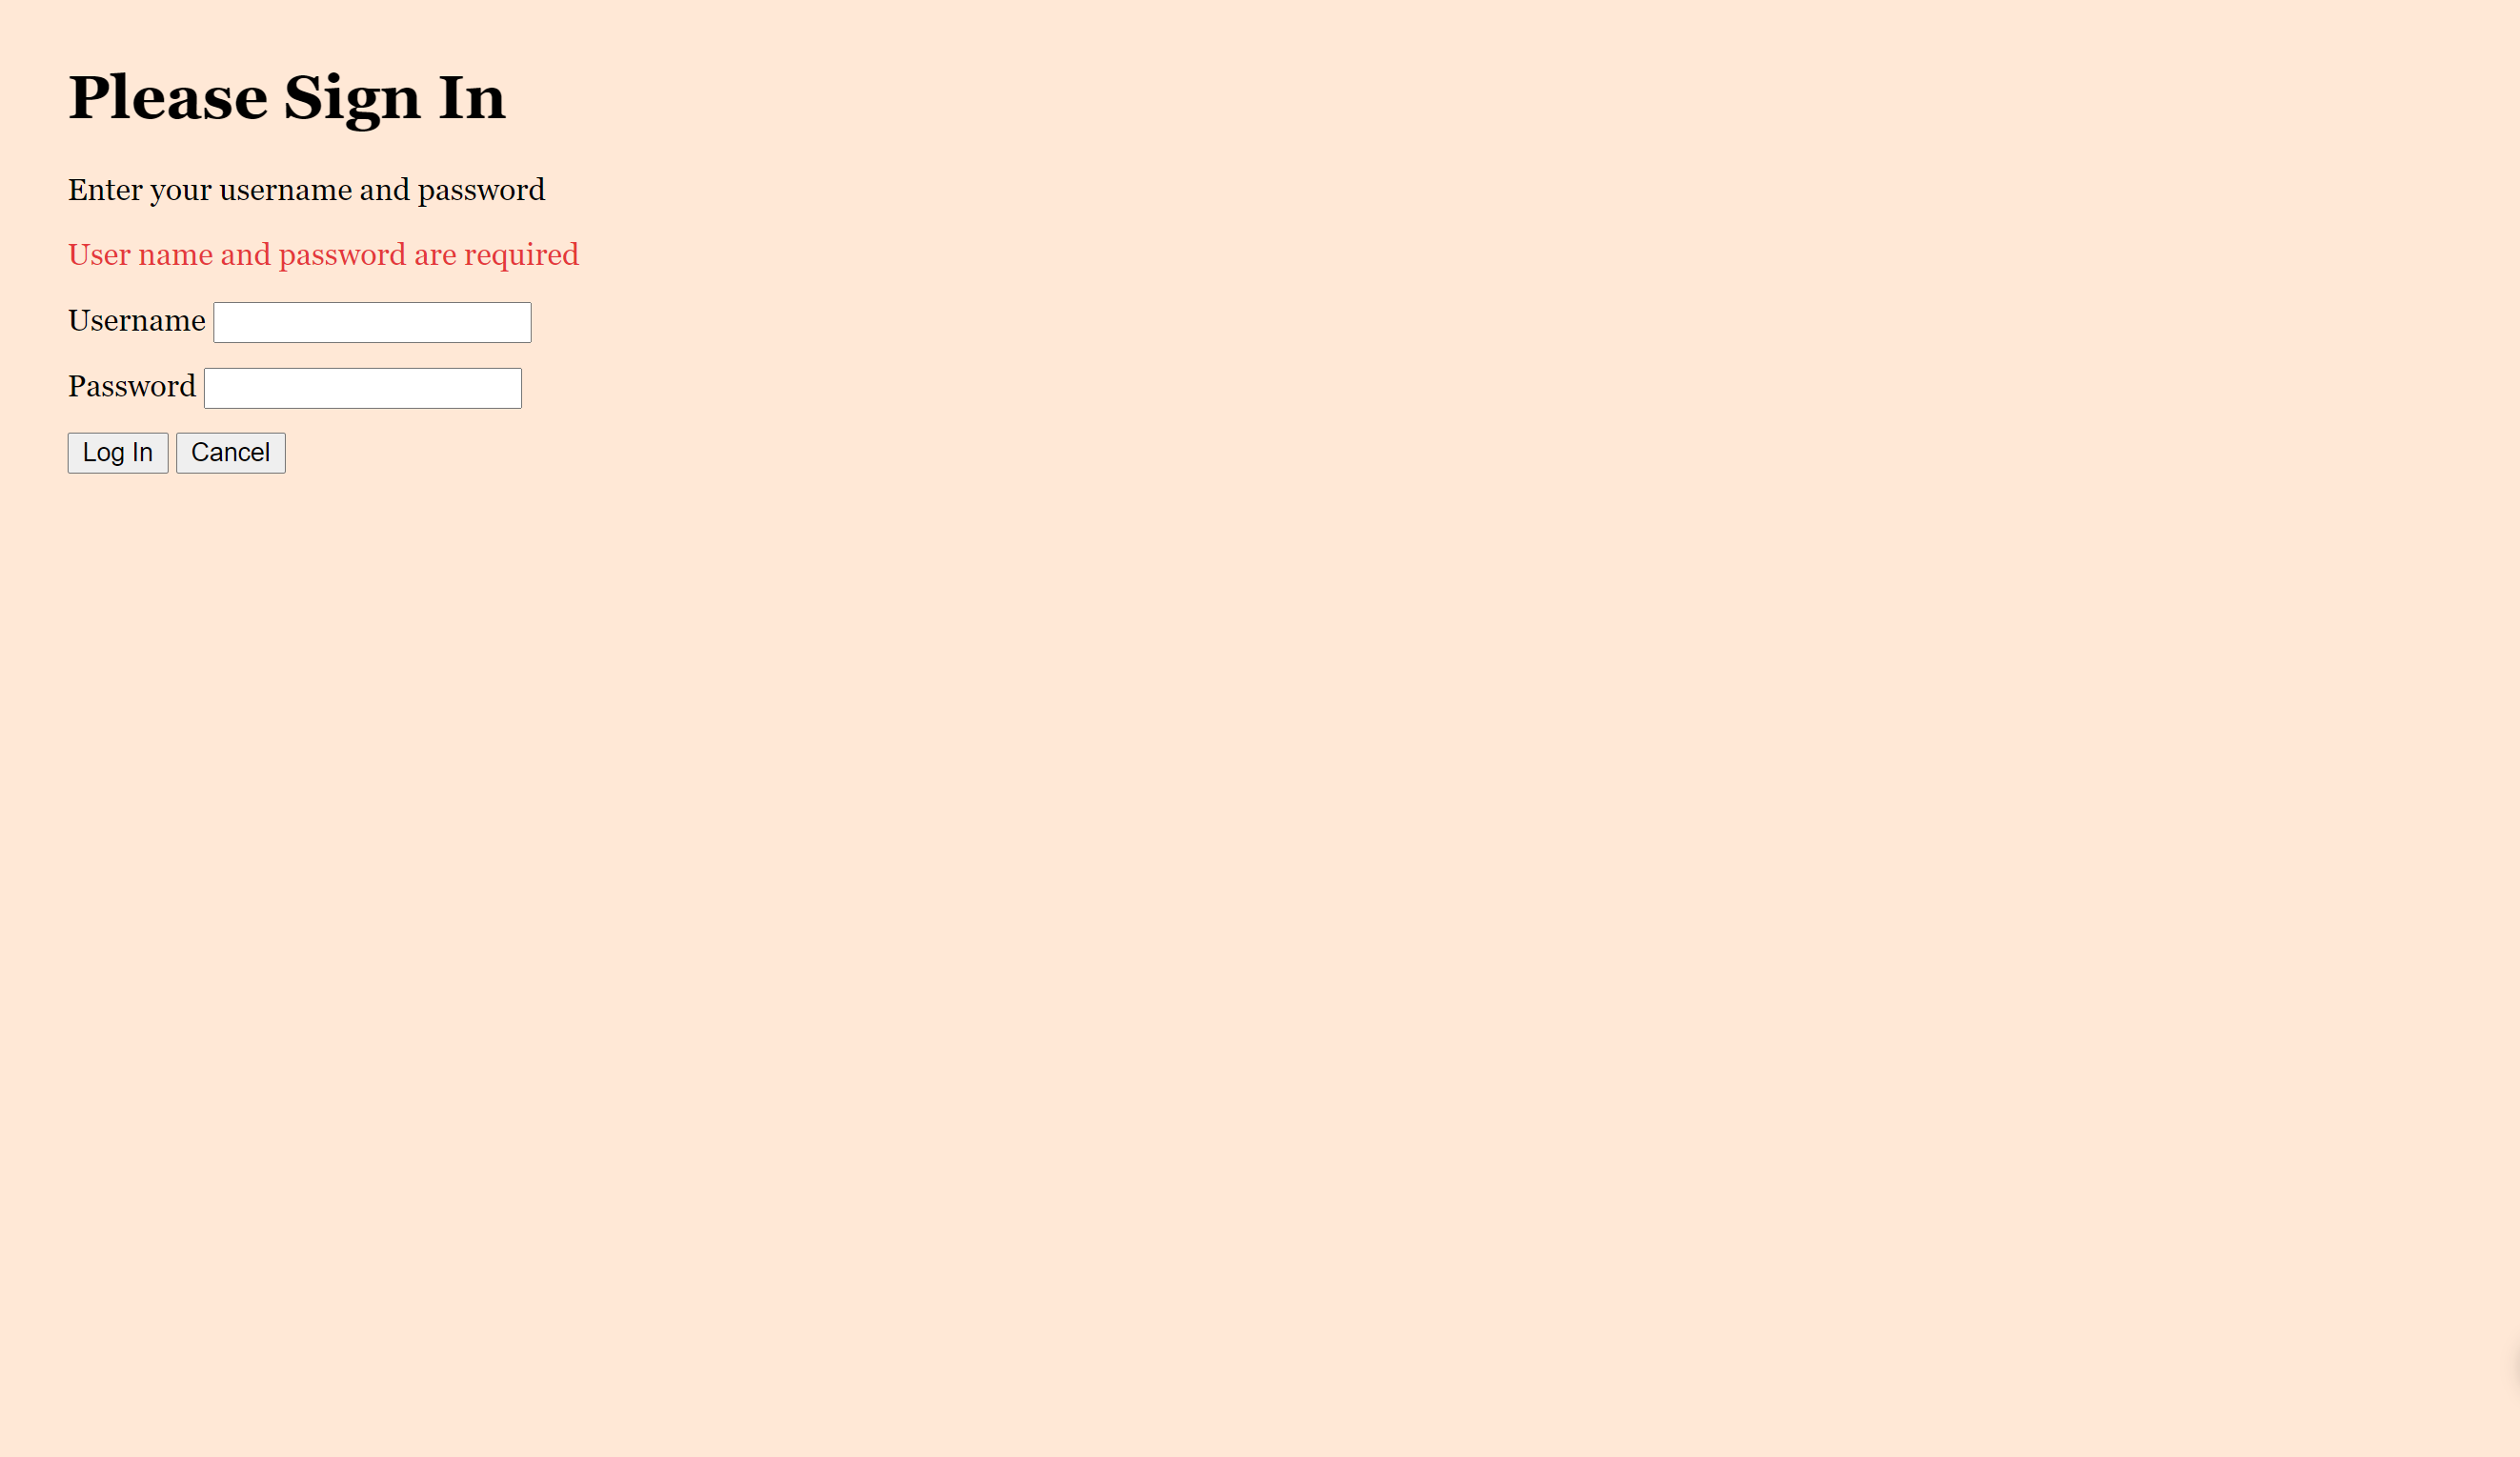 Please Sign In
Enter your username and password
User name and password are required
Username
Password
Log In Cancel